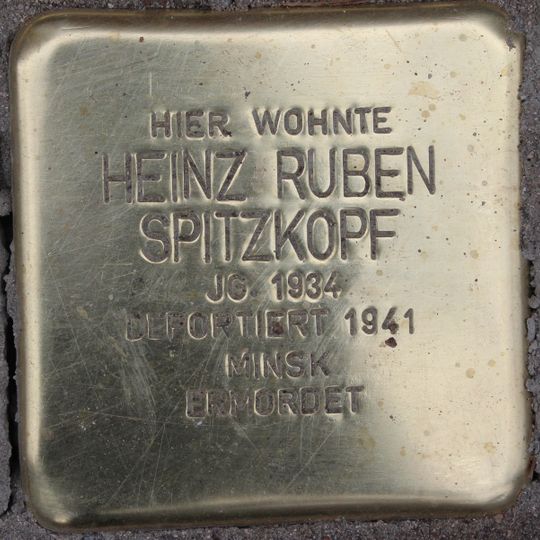 HIER WOHNTE
HEINZ RUBEN
SPITZKOPF
JG. 1934
DEPORTIERT 1941
MINSK
ERMORDET